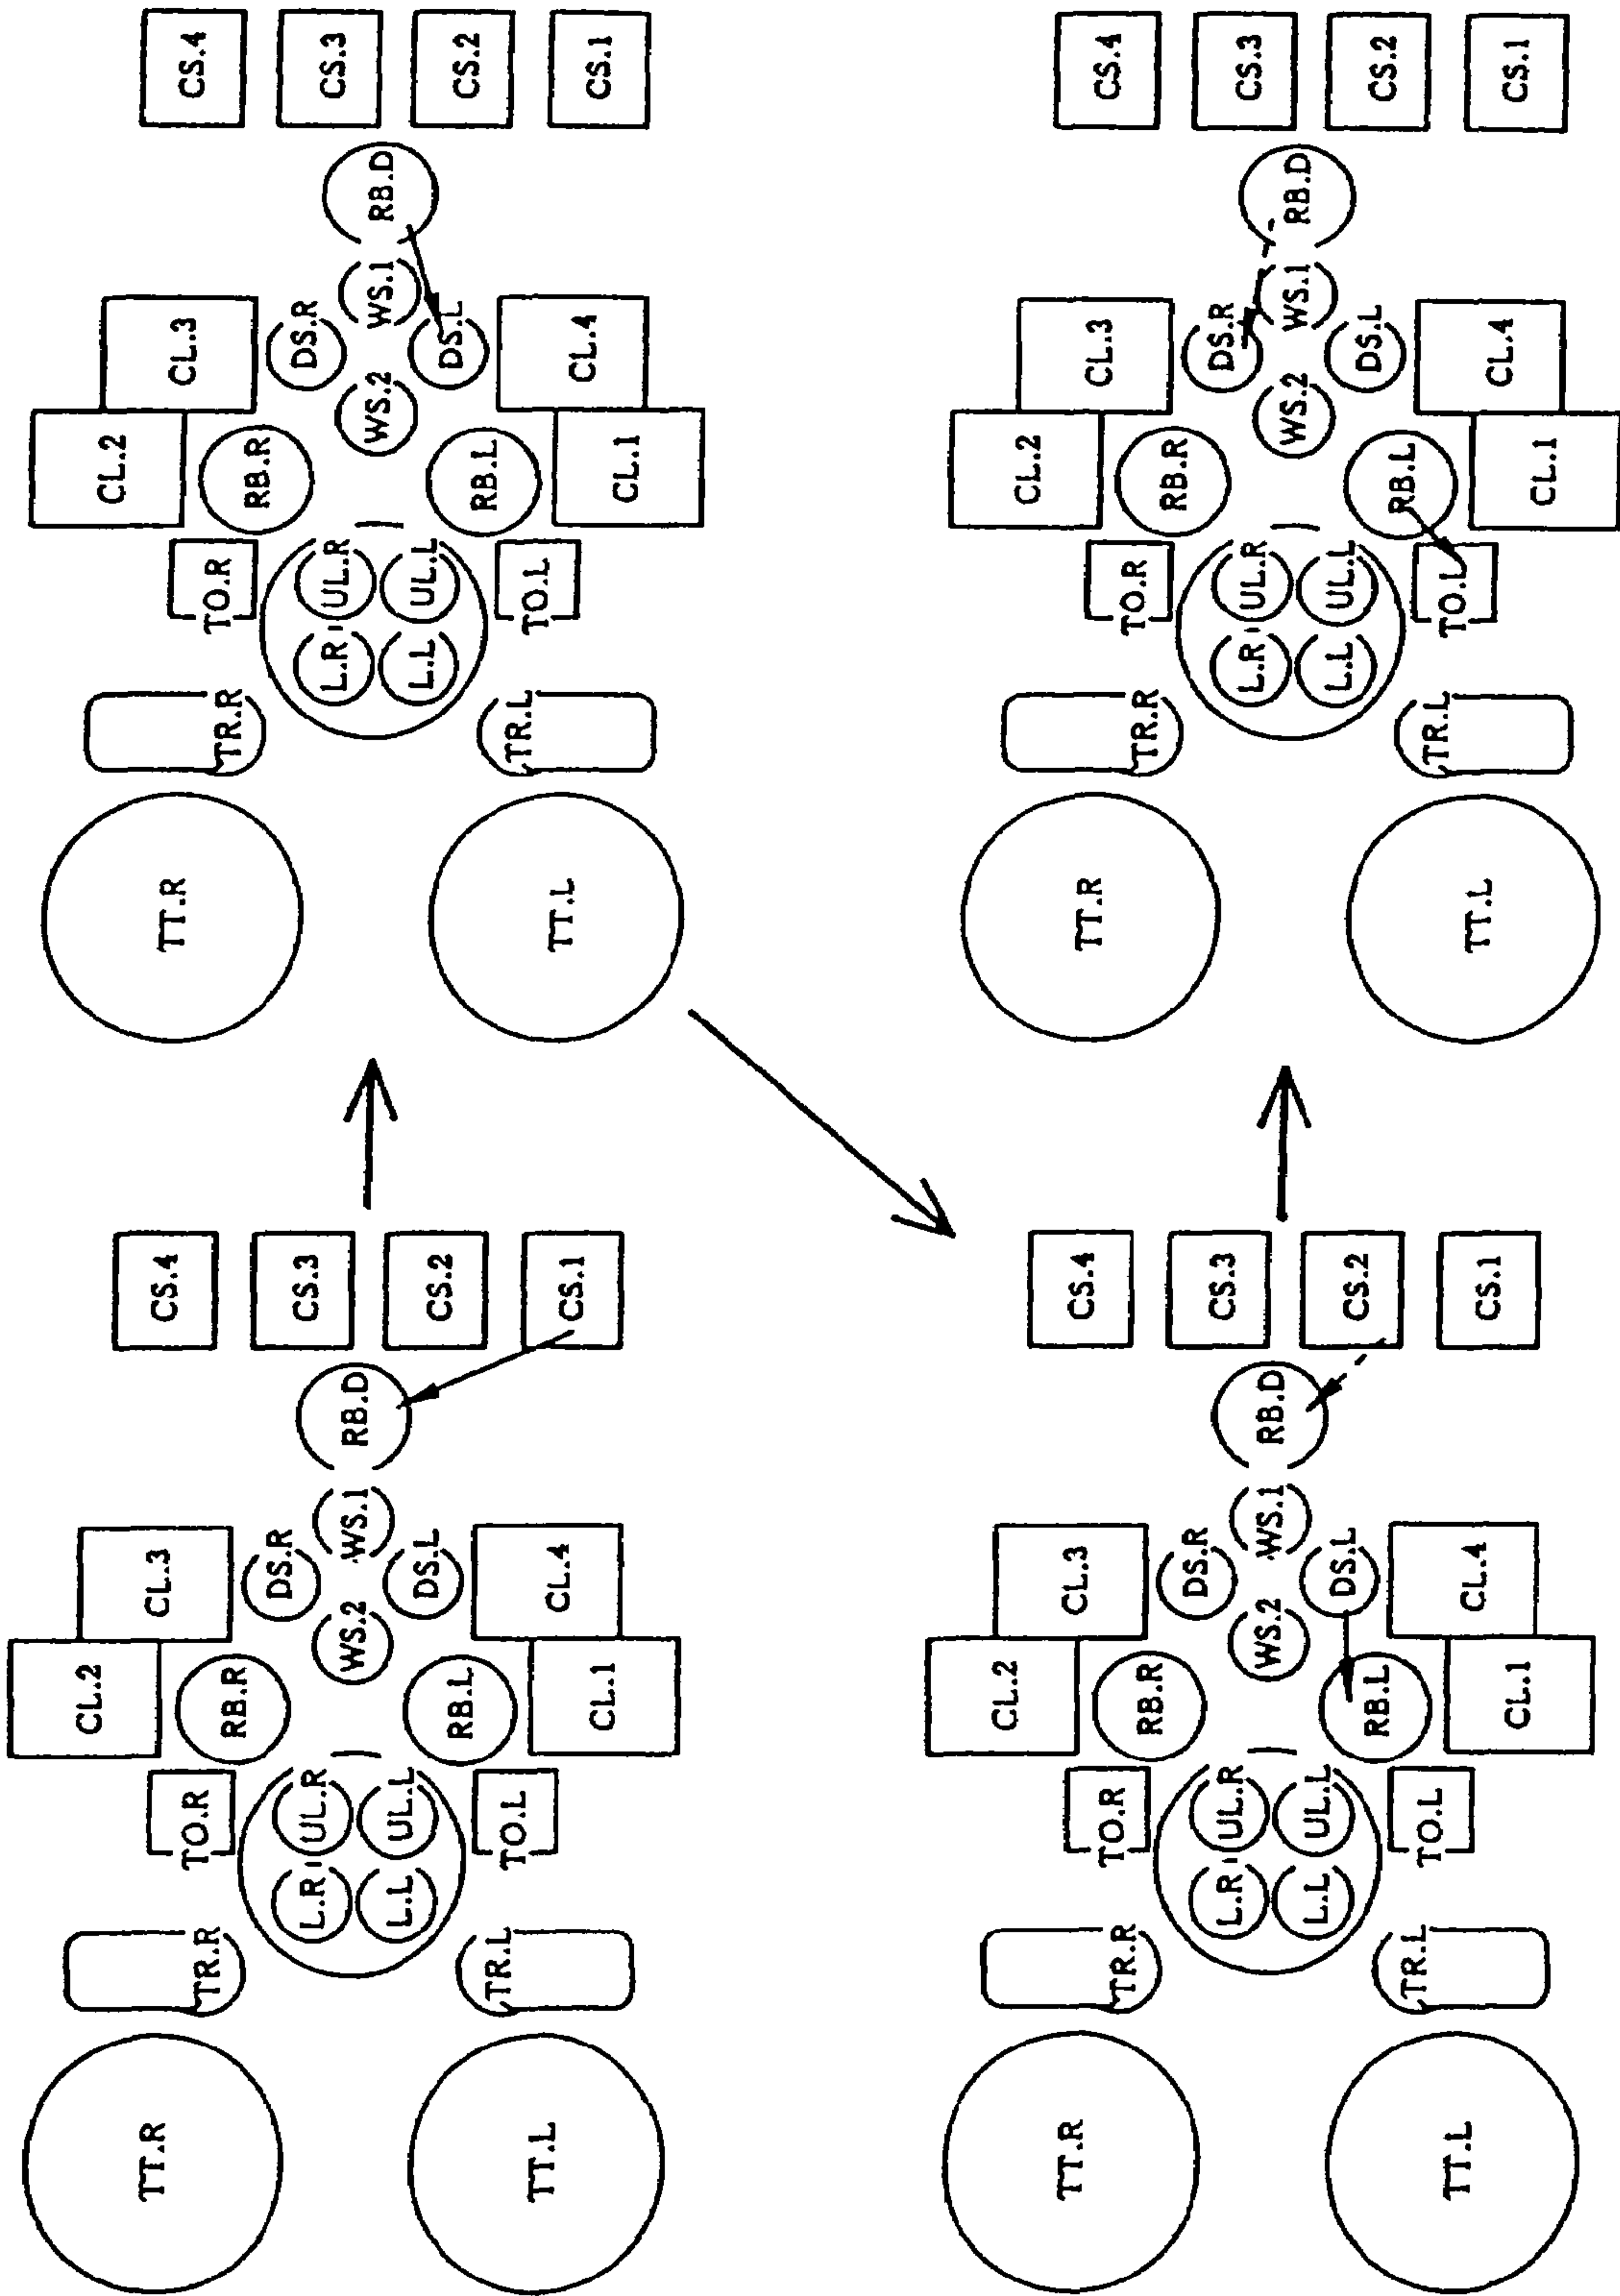 CL.2
TT.R CL.3 CS.4
TR.R TO.R RB.R
DS.R CS.3
L.R UL.R WS.2 WS.1 RB.D
L.L UL.L DS.L CS.2
RB.L
TR.L TO.L
TT.L CL.4 CS.1
CL.1
CL.2
TT.R CL.3 CS.4
TR.R TO.R RB.R
DS.R CS.3
L.R UL.R WS.2 WS.1 RB.D
L.L UL.L DS.L CS.2
RB.L
TR.L TO.L
TT.L CL.4 CS.1
CL.1
CL.2
TT.R CL.3 CS.4
TR.R TO.R RB.R
DS.R CS.3
L.R UL.R WS.2 WS.1 RB.D
L.L UL.L DS.L CS.2
RB.L
TR.L TO.L
TT.L CL.4 CS.1
CL.1
CL.2
TT.R CL.3 CS.4
TR.R TO.R RB.R
DS.R CS.3
L.R UL.R WS.2 WS.1 RB.D
L.L UL.L DS.L CS.2
RB.L
TR.L TO.L
TT.L CL.4 CS.1
CL.1